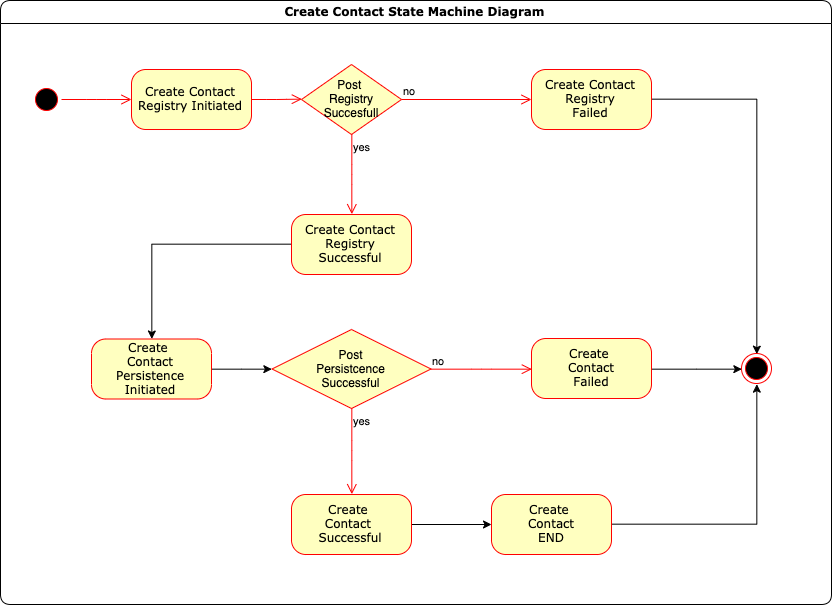 Create Contact State Machine Diagram
Create Contact
Registry Initiated
Post
Registry
Succesfull
no
Create Contact
Registry
Failed
yes
Create Contact
Registry
Successful
Create
Contact
Persistence
Initiated
Post
Persistcence
Successful
no
Create
Contact
Failed
yes
Create
Contact
Successful
Create
Contact
END